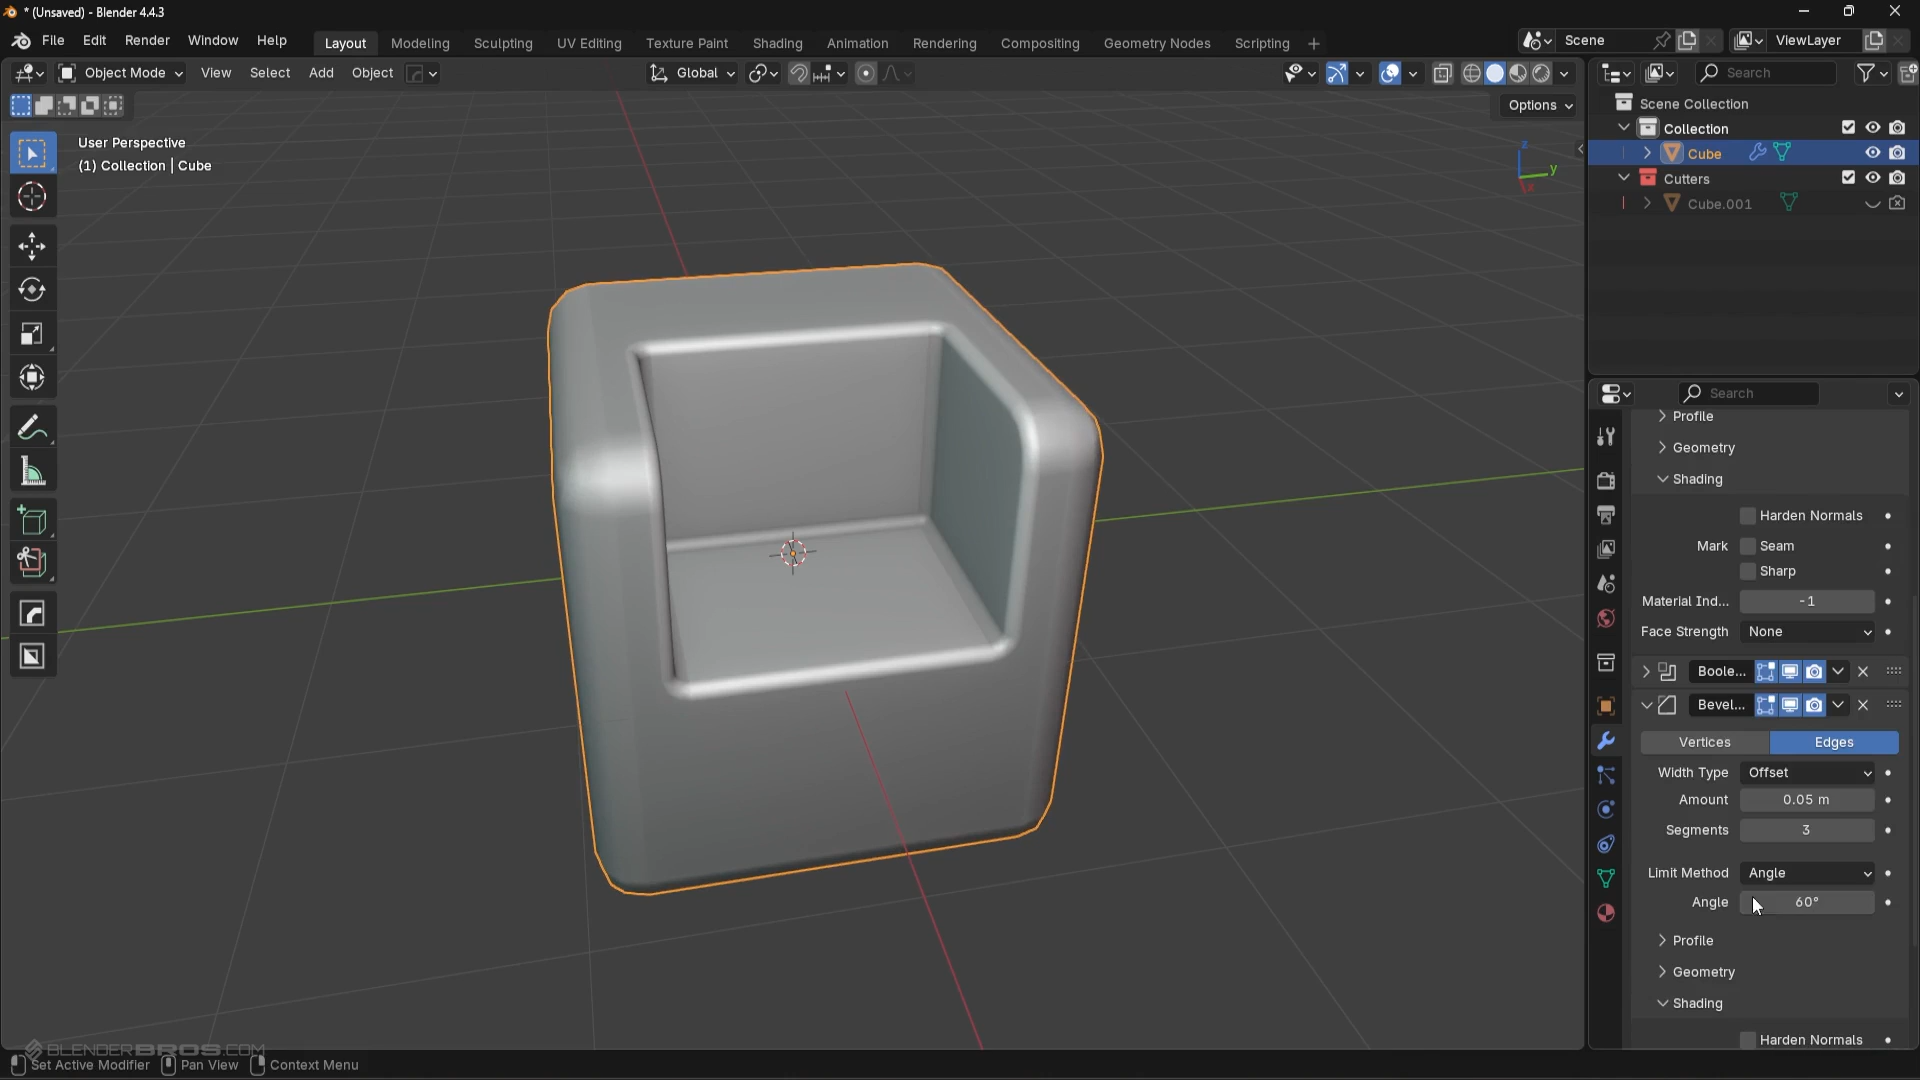 * (Unsaved) - Blender 4.4.3
File Edit Render Window Help Layout Modeling Sculpting UV Editing Texture Paint Shading Animation Rendering Compositing Geometry Nodes Scripting + Scene ViewLayer
Object Mode View Select Add Object Global Search
Options
User Perspective
(1) Collection | Cube
z
y
x
Scene Collection
Collection
Cube
Cutters
Cube.001
Search
Profile
Geometry
Shading
Harden Normals
Mark Seam
Sharp
Material Ind... -1
Face Strength None
Boole...
Bevel...
Vertices Edges
Width Type Offset
Amount 0.05 m
Segments 3
Limit Method Angle
Angle 60°
Profile
Geometry
Shading
Harden Normals
BLENDERBROS.COM
Set Active Modifier Pan View Context Menu